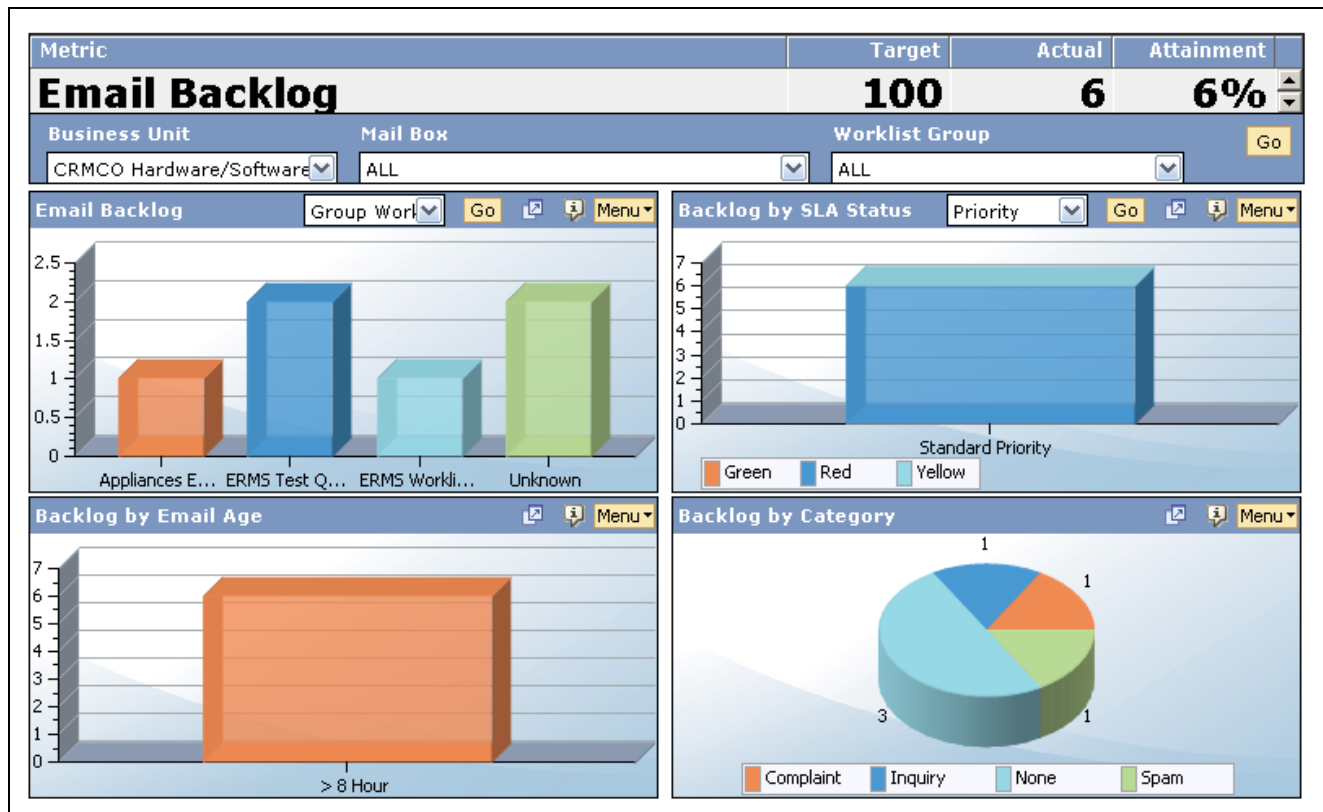 Metric Target Actual Attainment
Email Backlog 100 6 6%
Business Unit Mail Box Worklist Group
Go
CRMCO Hardware/Software ALL ALL
Email Backlog Group Work Go Menu
2.5
2
1.5
1
0.5
0
Appliances E... ERMS Test Q... ERMS Workli... Unknown
Backlog by SLA Status Priority Go Menu
7
6
5
4
3
2
1
0
Standard Priority
Green Red Yellow
Backlog by Email Age Menu
7
6
5
4
3
2
1
0
> 8 Hour
Backlog by Category Menu
1
1
3
1
Complaint Inquiry None Spam